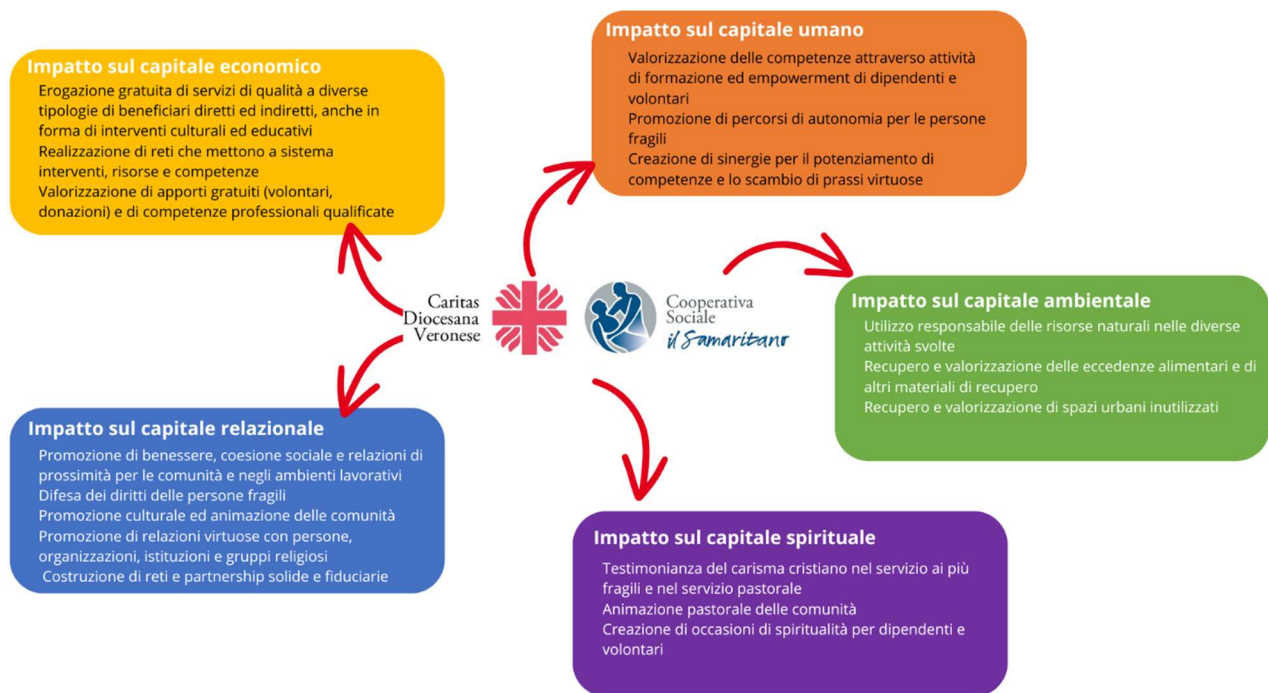 Impatto sul capitale economico
Erogazione gratuita di servizi di qualità a diverse
tipologie di beneficiari diretti ed indiretti, anche in
forma di interventi culturali ed educativi
Realizzazione di reti che mettono a sistema
interventi, risorse e competenze
Valorizzazione di apporti gratuiti (volontari,
donazioni) e di competenze professionali qualificate
Impatto sul capitale umano
Valorizzazione delle competenze attraverso attività
di formazione ed empowerment di dipendenti e
volontari
Promozione di percorsi di autonomia per le persone
fragili
Creazione di sinergie per il potenziamento di
competenze e lo scambio di prassi virtuose
Caritas
Diocesana
Veronese
Cooperativa
Sociale
il Samaritano
Impatto sul capitale ambientale
Utilizzo responsabile delle risorse naturali nelle diverse
attività svolte
Recupero e valorizzazione delle eccedenze alimentari e di
altri materiali di recupero
Recupero e valorizzazione di spazi urbani inutilizzati
Impatto sul capitale relazionale
Promozione di benessere, coesione sociale e relazioni di
prossimità per le comunità e negli ambienti lavorativi
Difesa dei diritti delle persone fragili
Promozione culturale ed animazione delle comunità
Promozione di relazioni virtuose con persone,
organizzazioni, istituzioni e gruppi religiosi
Costruzione di reti e partnership solide e fiduciarie
Impatto sul capitale spirituale
Testimonianza del carisma cristiano nel servizio ai più
fragili e nel servizio pastorale
Animazione pastorale delle comunità
Creazione di occasioni di spiritualità per dipendenti e
volontari